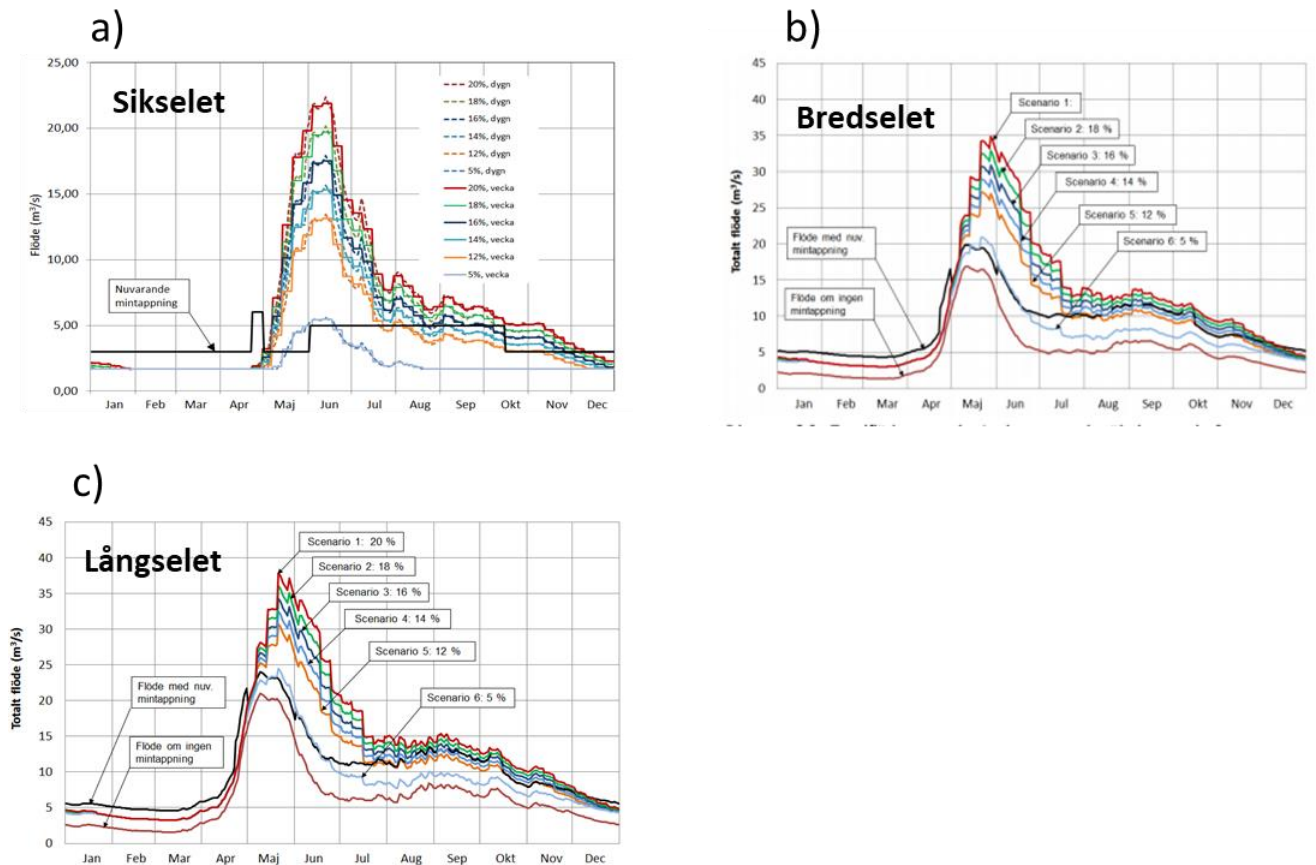 a)
Sikselet
25,00
20,00
15,00
10,00
5,00
0,00
Flöde (m³/s)
20%, dygn
18%, dygn
16%, dygn
14%, dygn
12%, dygn
5%, dygn
20%, vecka
18%, vecka
16%, vecka
14%, vecka
12%, vecka
5%, vecka
Nuvarande
mintappning
Jan Feb Mar Apr Maj Jun Jul Aug Sep Okt Nov Dec
b)
Bredselet
45
40
35
30
25
20
15
10
5
0
Totalt flöde (m³/s)
Scenario 1:
Scenario 2: 18 %
Scenario 3: 16 %
Scenario 4: 14 %
Scenario 5: 12 %
Scenario 6: 5 %
Flöde med nuv.
mintappning
Flöde om ingen
mintappning
Jan Feb Mar Apr Maj Jun Jul Aug Sep Okt Nov Dec
c)
Långselet
45
40
35
30
25
20
15
10
5
0
Totalt flöde (m³/s)
Scenario 1: 20 %
Scenario 2: 18 %
Scenario 3: 16 %
Scenario 4: 14 %
Scenario 5: 12 %
Scenario 6: 5 %
Flöde med nuv.
mintappning
Flöde om ingen
mintappning
Jan Feb Mar Apr Maj Jun Jul Aug Sep Okt Nov Dec